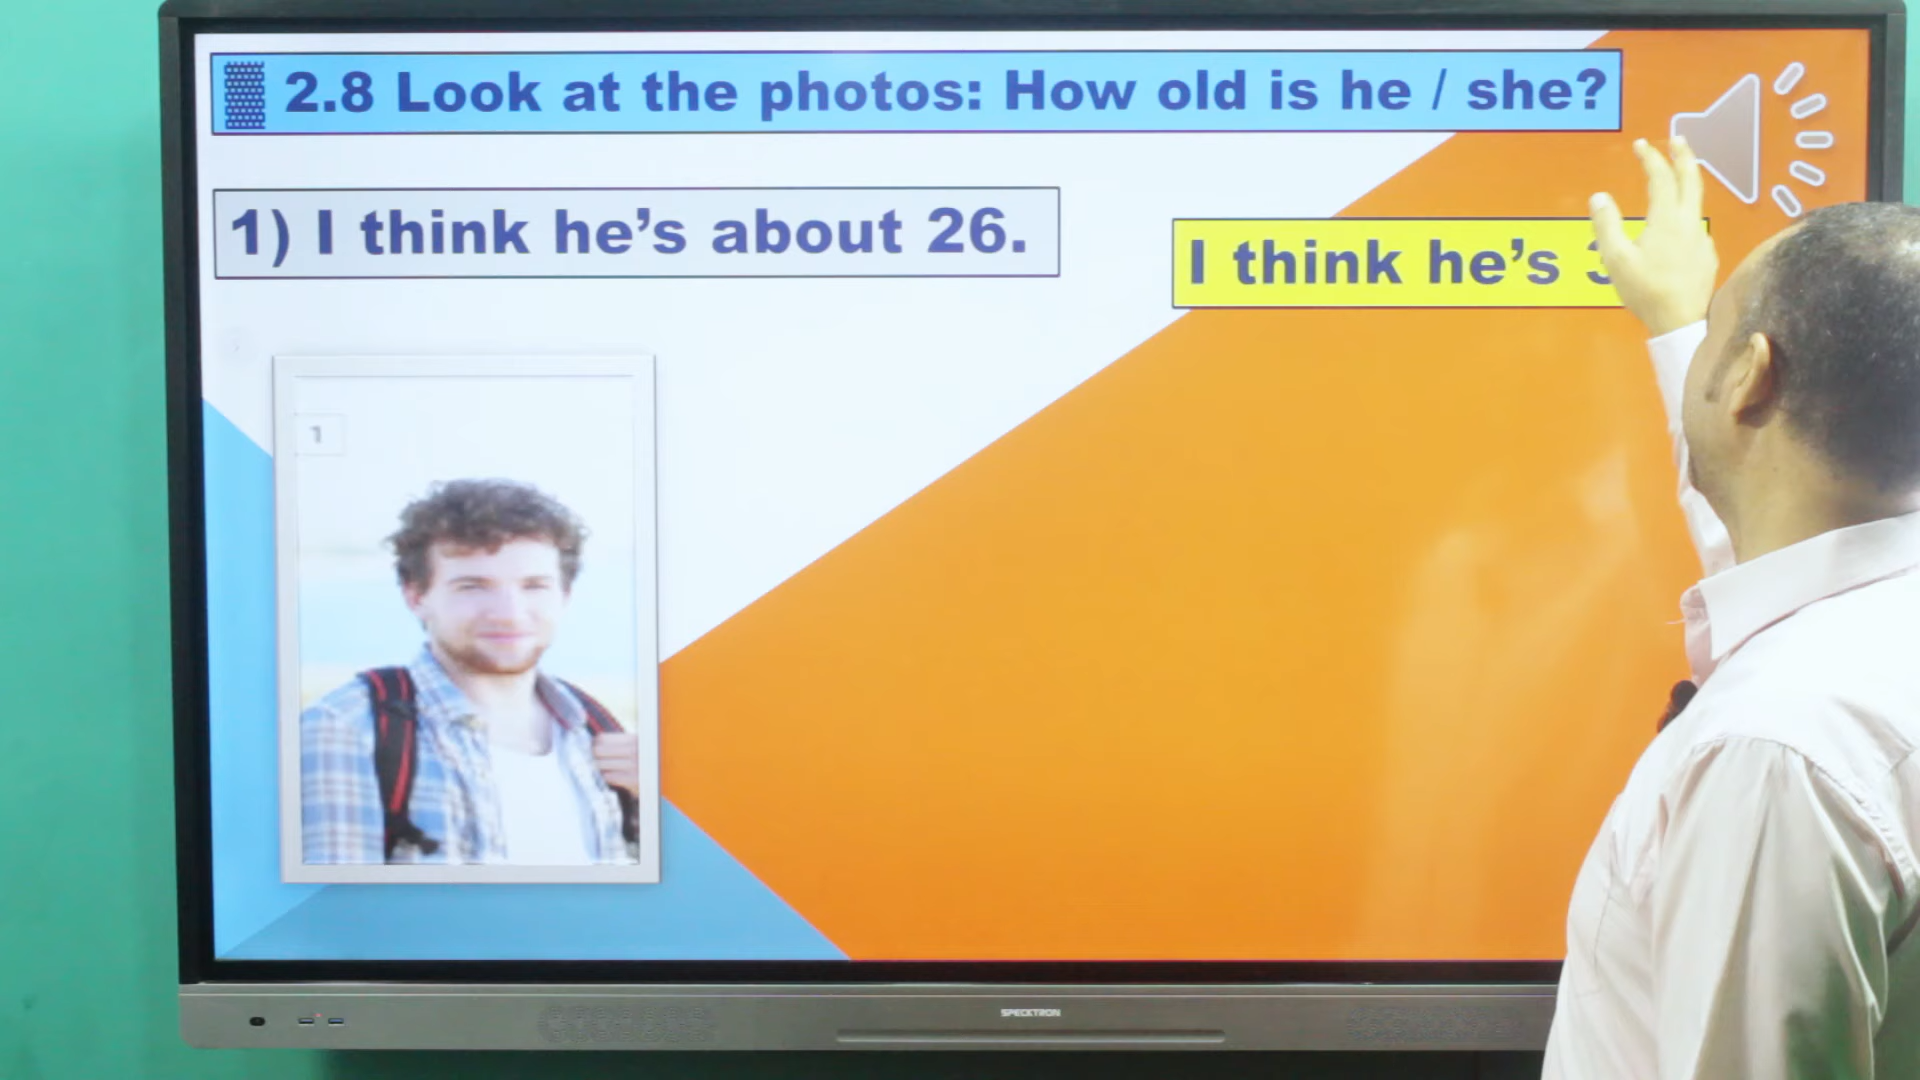 2.8 Look at the photos: How old is he / she?
1) I think he's about 26.
I think he's
1
SPECKTRON